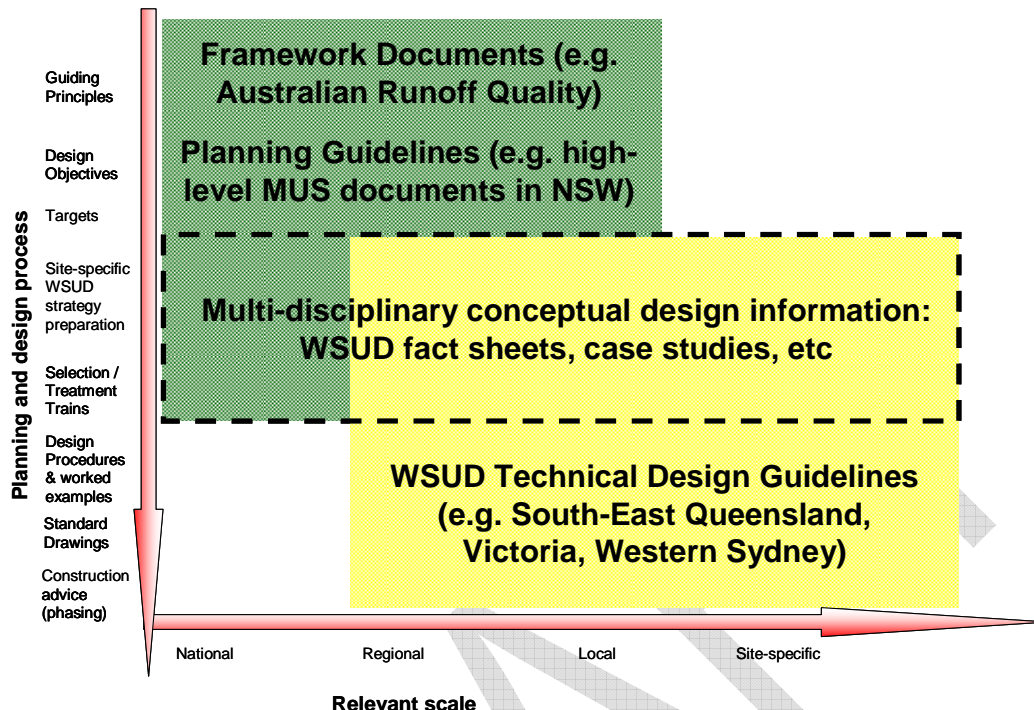 Framework Documents (e.g.
Australian Runoff Quality)
Planning Guidelines (e.g. high-
level MUS documents in NSW)
Multi-disciplinary conceptual design information:
WSUD fact sheets, case studies, etc
WSUD Technical Design Guidelines
(e.g. South-East Queensland,
Victoria, Western Sydney)
Planning and design process
Guiding
Principles
Design
Objectives
Targets
Site-specific
WSUD
strategy
preparation
Selection /
Treatment
Trains
Design
Procedures
& worked
examples
Standard
Drawings
Construction
advice
(phasing)
National
Regional
Local
Site-specific
Relevant scale